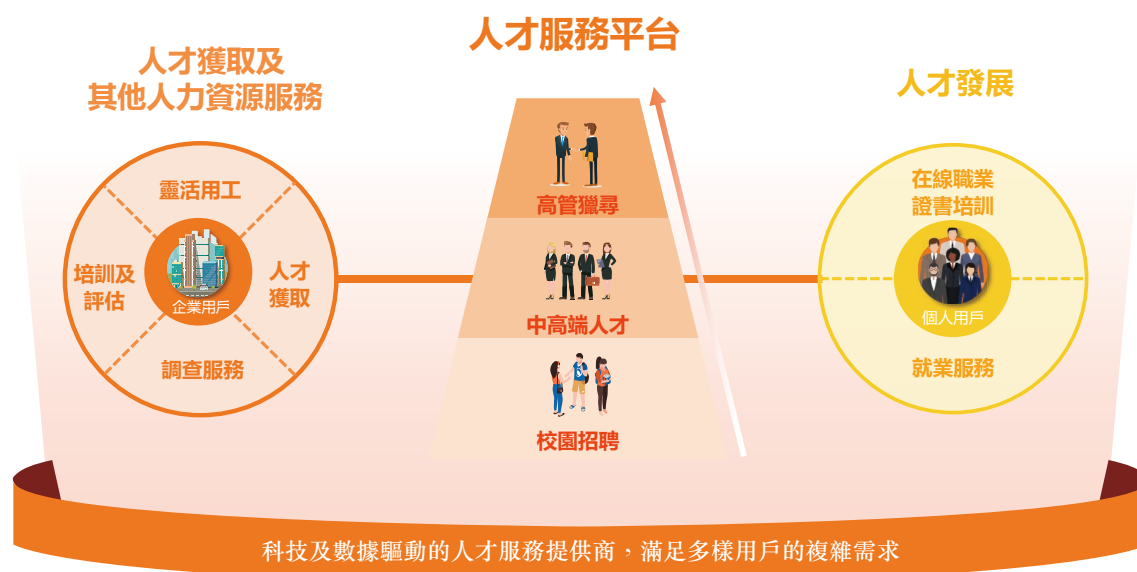 人才服務平台
人才獲取及
其他人力資源服務
靈活用工
培訓及
評估
企業用戶
人才
獲取
調查服務
高管獵尋
中高端人才
校園招聘
人才發展
在線職業
證書培訓
個人用戶
就業服務
科技及數據驅動的人才服務提供商，滿足多樣用戶的複雜需求